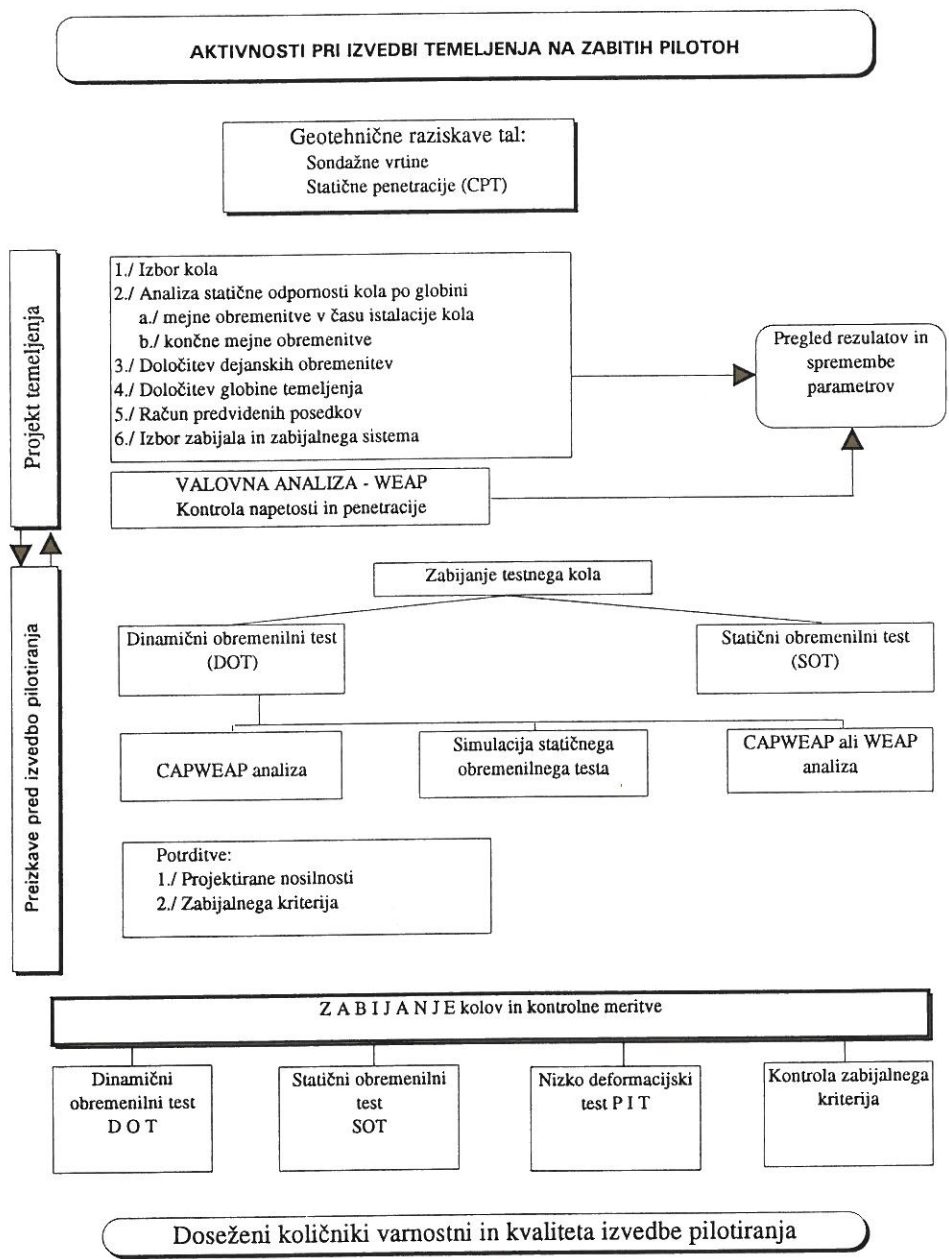 AKTIVNOSTI PRI IZVEDBI TEMELJENJA NA ZABITIH PILOTOH
Geotehnične raziskave tal:
Sondažne vrtine
Statične penetracije (CPT)
Projekt temeljenja
1./ Izbor kola
2./ Analiza statične odpornosti kola po globini
a./ mejne obremenitve v času istalacije kola
b./ končne mejne obremenitve
3./ Določitev dejanskih obremenitev
4./ Določitev globine temeljenja
5./ Račun predvidenih posedkov
6./ Izbor zabijala in zabijalnega sistema
Pregled rezulatov in
spremembe
parametrov
VALOVNA ANALIZA - WEAP
Kontrola napetosti in penetracije
Preizkave pred izvedbo pilotiranja
Zabijanje testnega kola
Dinamični obremenilni test
(DOT)
Statični obremenilni test
(SOT)
CAPWEAP analiza
Simulacija statičnega
obremenilnega testa
CAPWEAP ali WEAP
analiza
Potrditve:
1./ Projektirane nosilnosti
2./ Zabijalnega kriterija
Z A B I J A N J E kolov in kontrolne meritve
Dinamični
obremenilni test
D O T
Statični obremenilni
test
SOT
Nizko deformacijski
test P I T
Kontrola zabijalnega
kriterija
Doseženi količniki varnostni in kvaliteta izvedbe pilotiranja